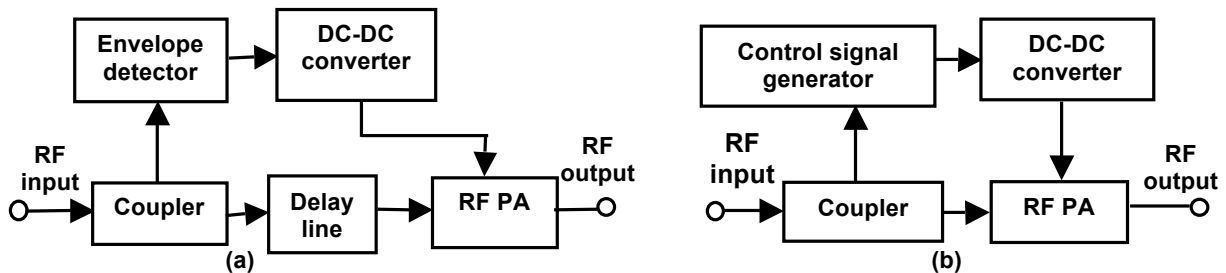 Envelope
detector
DC-DC
converter
RF
input
Coupler
Delay
line
RF PA
RF
output
(a)
Control signal
generator
DC-DC
converter
RF
input
Coupler
RF PA
RF
output
(b)